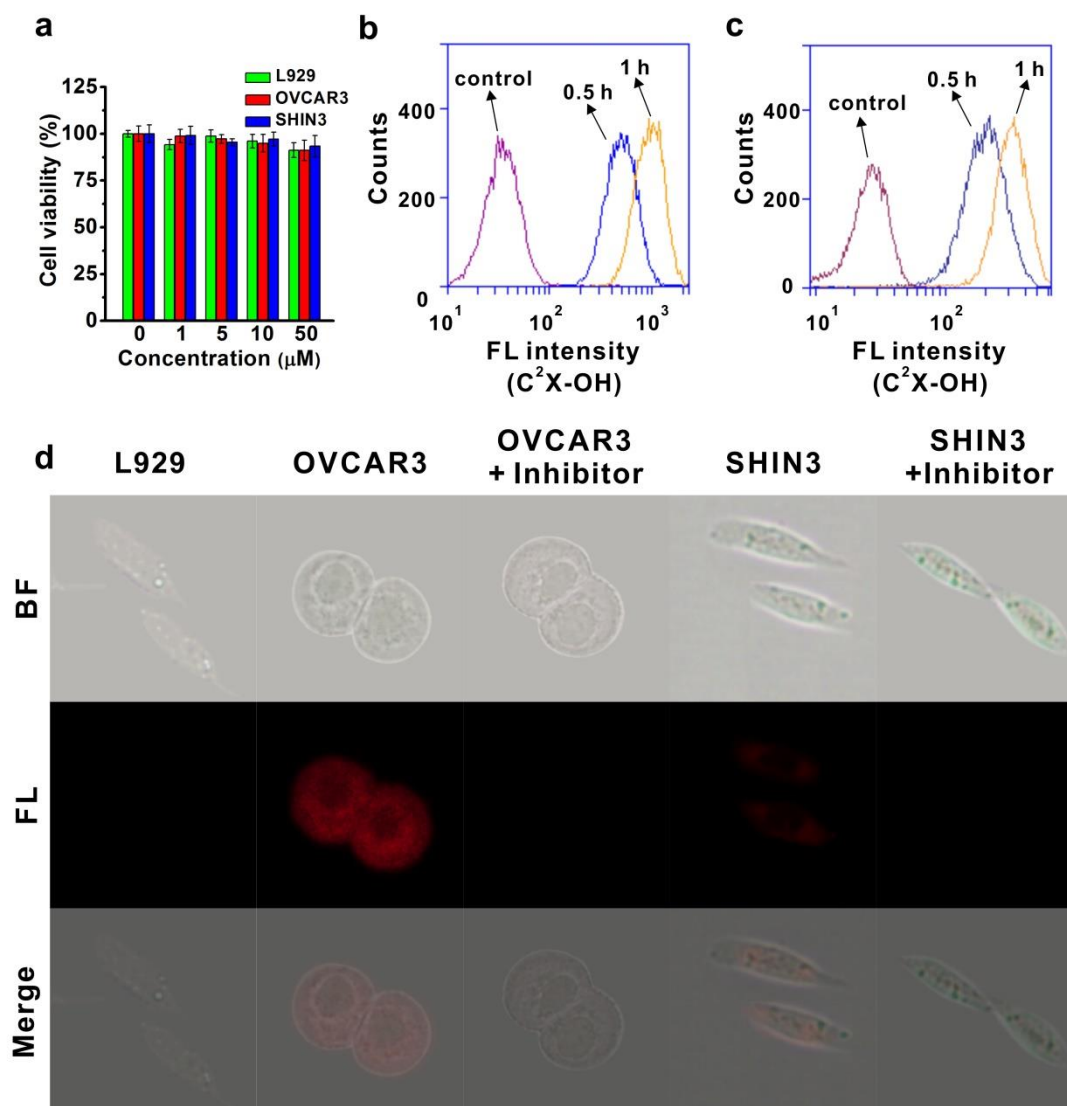 a
L929
OVCAR3
SHIN3
125
100
75
50
25
0
Cell viability (%)
0 1 5 10 50
Concentration (μM)
b
control
0.5 h
1 h
400
200
0
Counts
10¹ 10² 10³
FL intensity
(C²X-OH)
c
control
0.5 h
1 h
400
200
0
Counts
10¹ 10²
FL intensity
(C²X-OH)
d
L929
OVCAR3
OVCAR3
+ Inhibitor
SHIN3
SHIN3
+Inhibitor
BF
FL
Merge